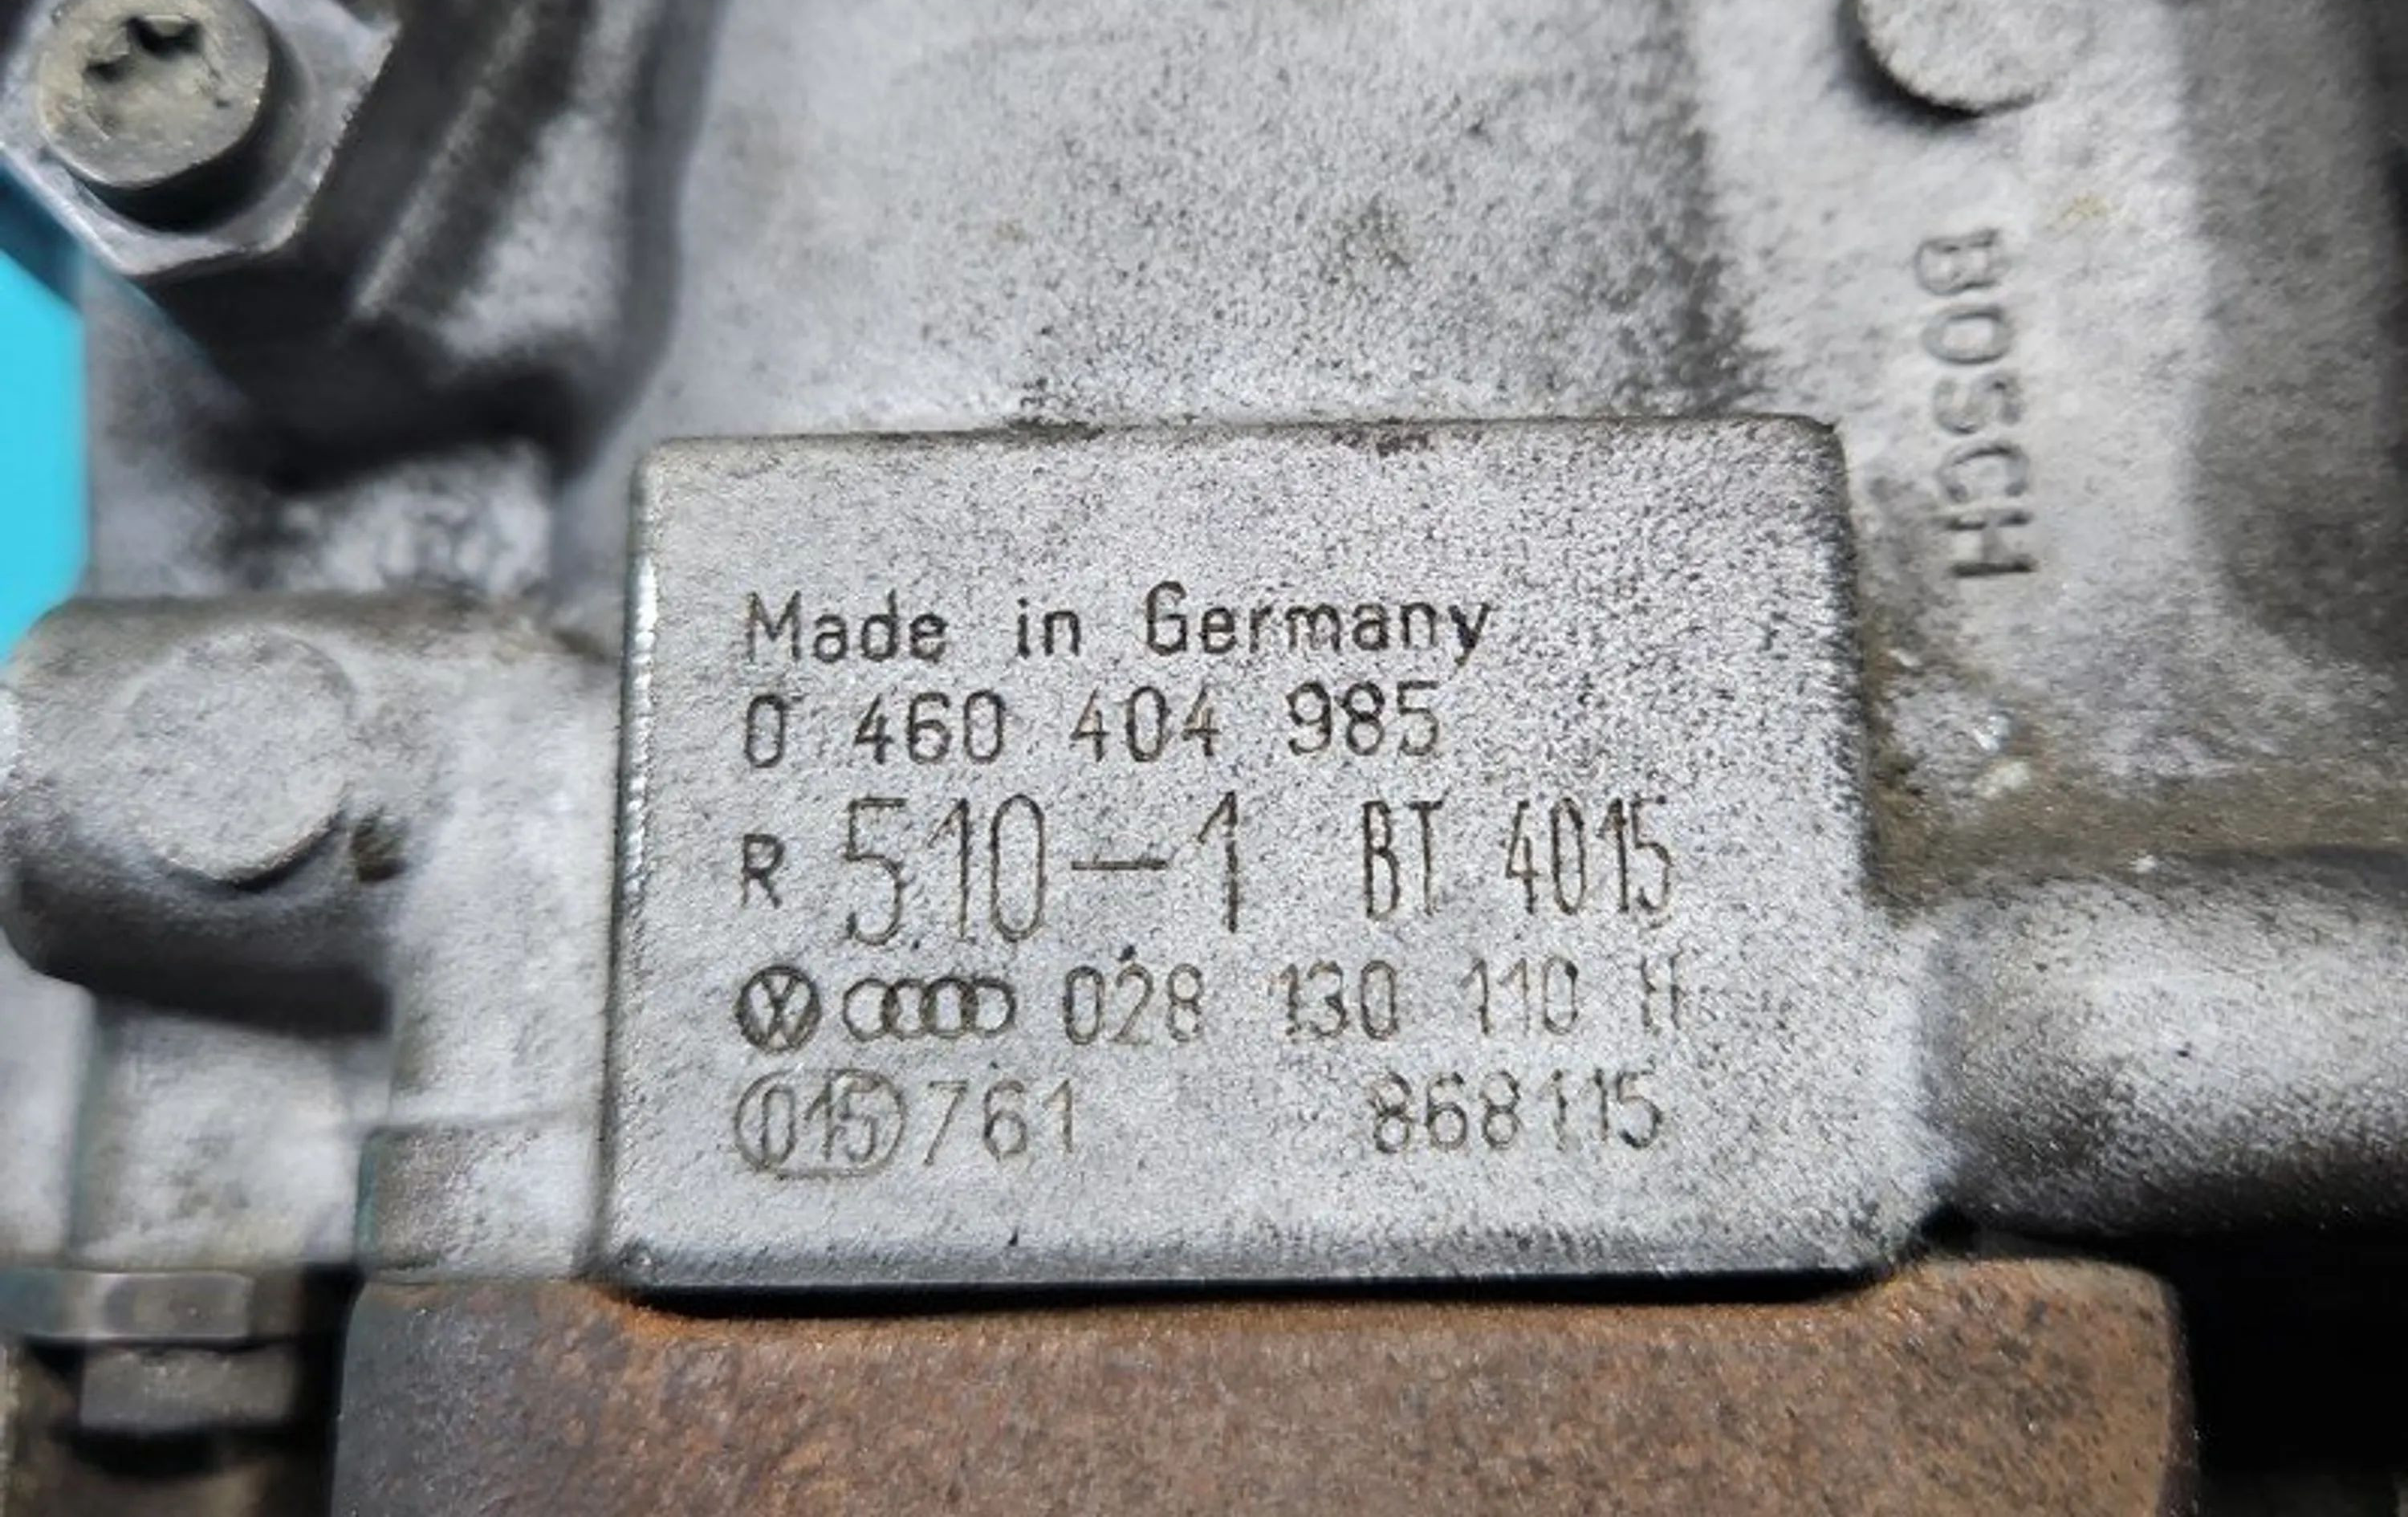 BOSCH
Made in Germany
0 460 404 985
R 510-1 BT 4015
028 130 110 H
015 761 868115